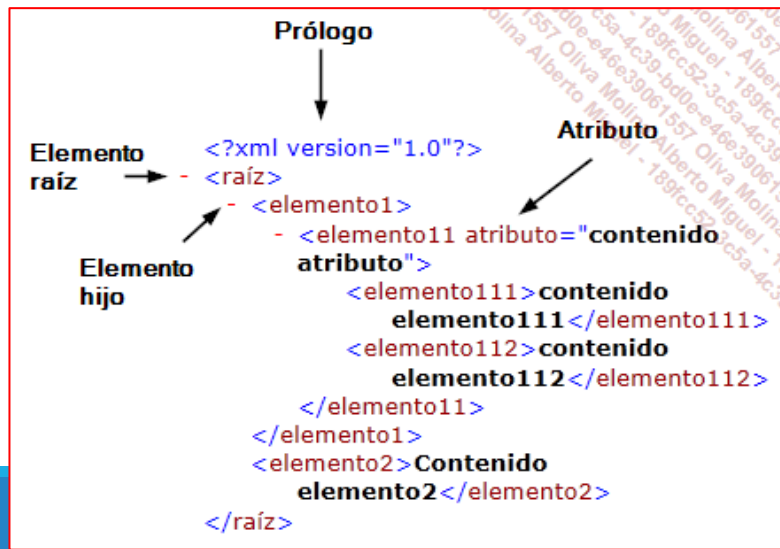 Prólogo
<?xml version="1.0"?>
Atributo
Elemento
raíz
- <raíz>
- <elemento1>
- <elemento11 atributo="contenido
atributo">
Elemento
hijo
<elemento111>contenido
elemento111</elemento111>
<elemento112>contenido
elemento112</elemento112>
</elemento11>
</elemento1>
<elemento2>Contenido
elemento2</elemento2>
</raíz>